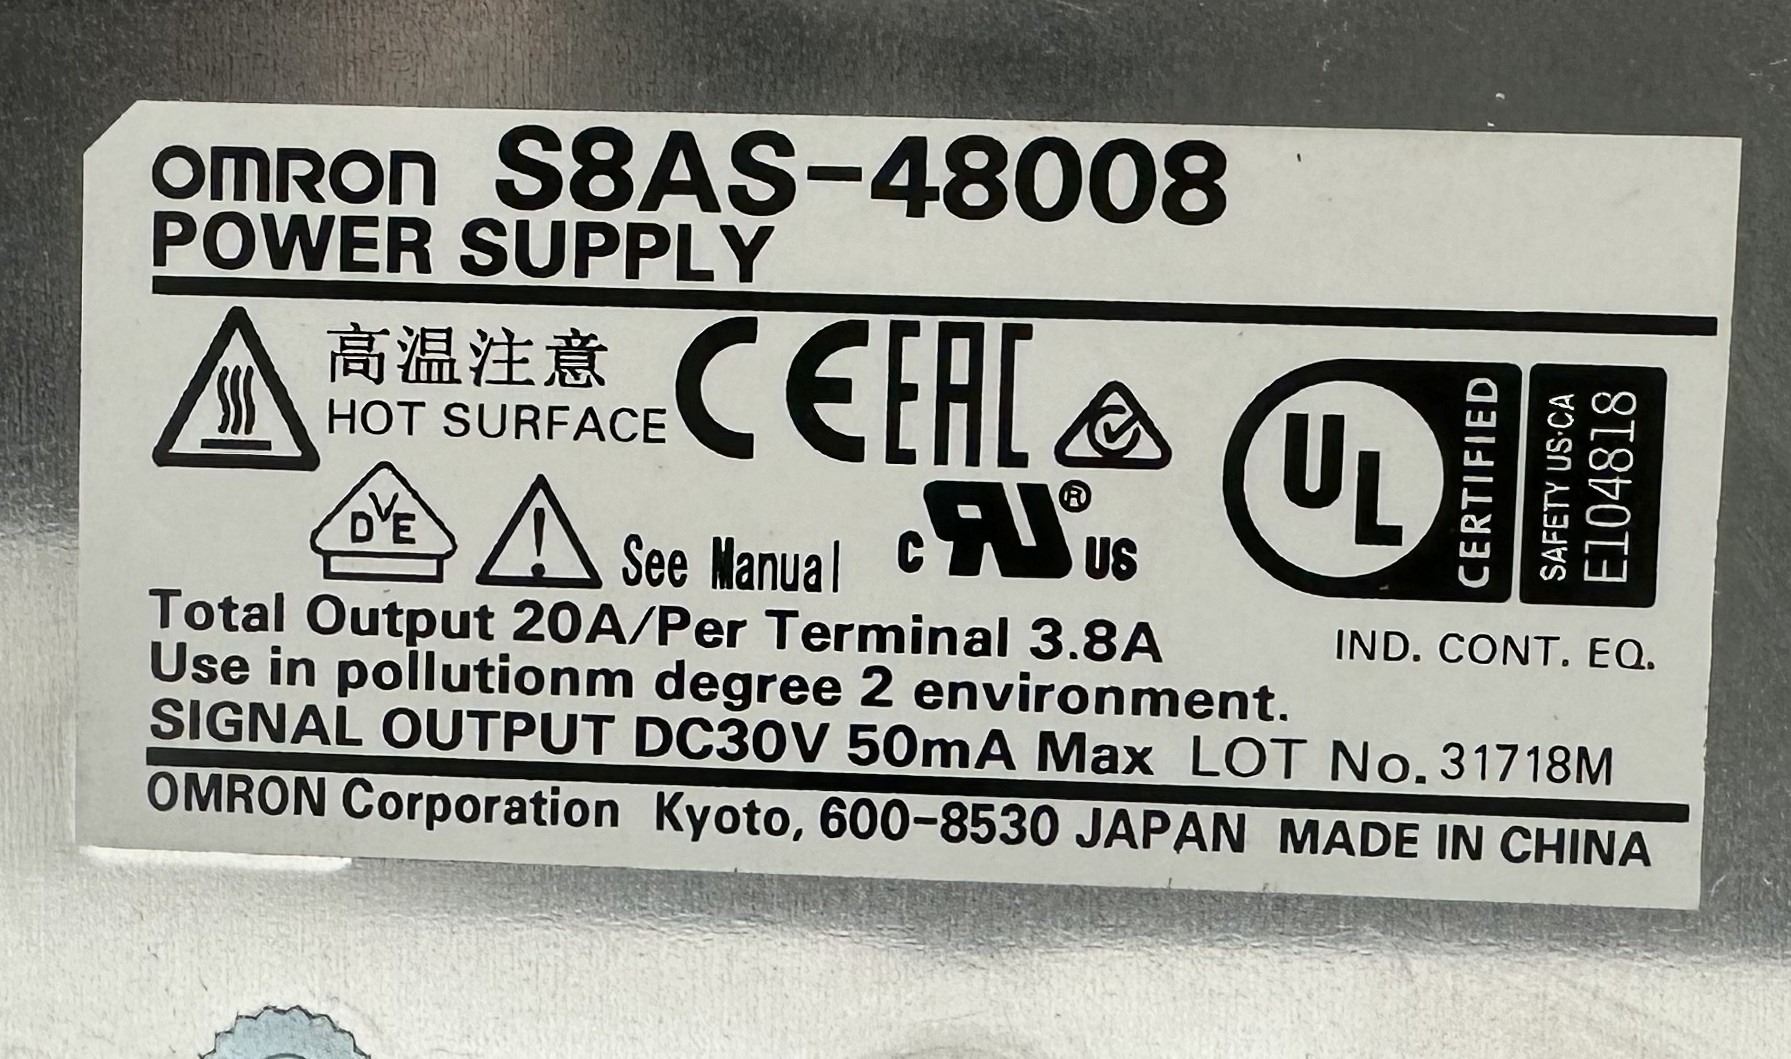 omron S8AS-48008
POWER SUPPLY
高温注意
HOT SURFACE
CE EAC
DVE
! See Manual
c RU® US
UL CERTIFIED
SAFETY US·CA
E104818
IND. CONT. EQ.
Total Output 20A/Per Terminal 3.8A
Use in pollutionm degree 2 environment.
SIGNAL OUTPUT DC30V 50mA Max LOT No. 31718M
OMRON Corporation Kyoto, 600-8530 JAPAN MADE IN CHINA